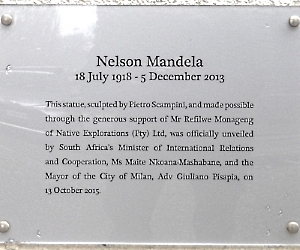 Nelson Mandela
18 July 1918 - 5 December 2013
This statue, sculpted by Pietro Scampini, and made possible
through the generous support of Mr Refilwe Monageng
of Native Explorations (Pty) Ltd, was officially unveiled
by South Africa's Minister of International Relations
and Cooperation, Ms Maite Nkoana-Mashabane, and the
Mayor of the City of Milan, Adv Giuliano Pisapia, on
13 October 2015.